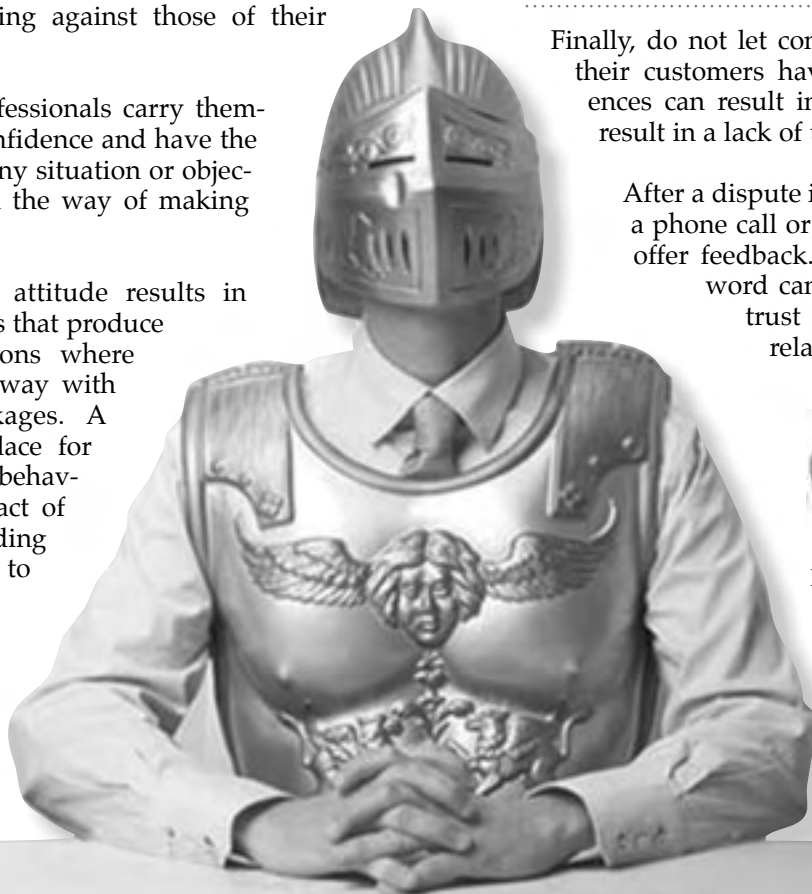 ing against those of their
fessionals carry them-
nfidence and have the
ny situation or objec-
the way of making
attitude results in
s that produce
ons where
way with
kages. A
lace for
behav-
act of
ding
to
Finally, do not let con
their customers hav
ences can result in
result in a lack of t
After a dispute i
a phone call or
offer feedback.
word can
trust
rela